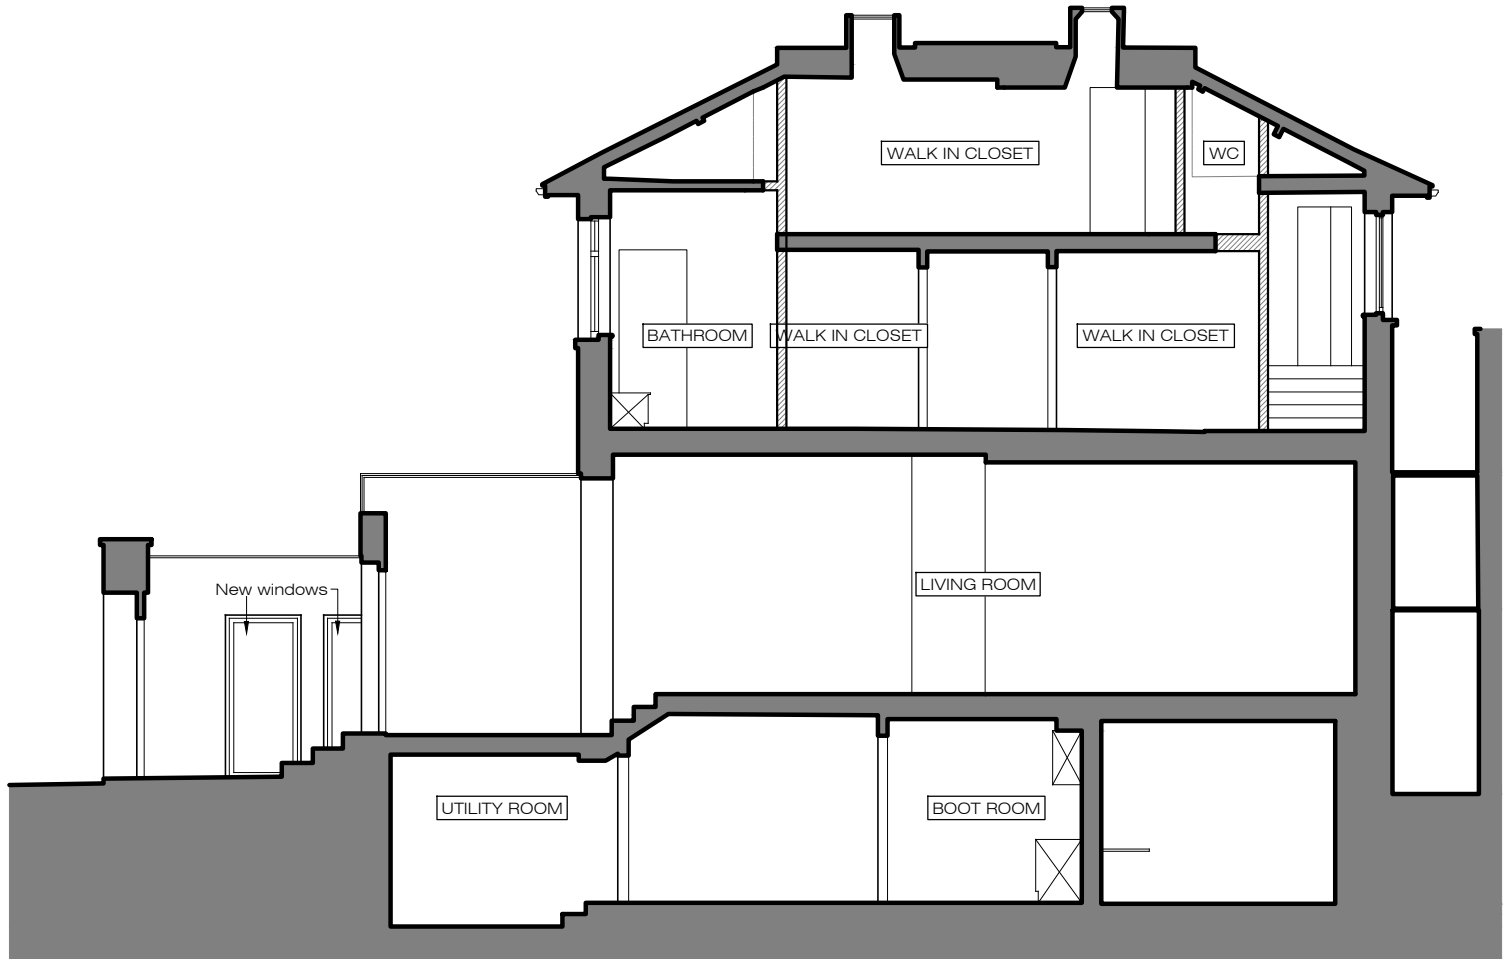 WALK IN CLOSET
WC
BATHROOM
WALK IN CLOSET
WALK IN CLOSET
LIVING ROOM
New windows
UTILITY ROOM
BOOT ROOM